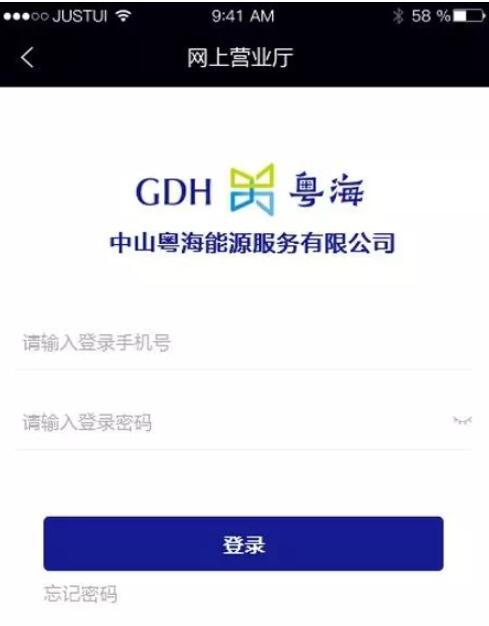 JUSTUI 9:41 AM 58 %
网上营业厅
GDH 粤海
中山粤海能源服务有限公司
请输入登录手机号
请输入登录密码
登录
忘记密码